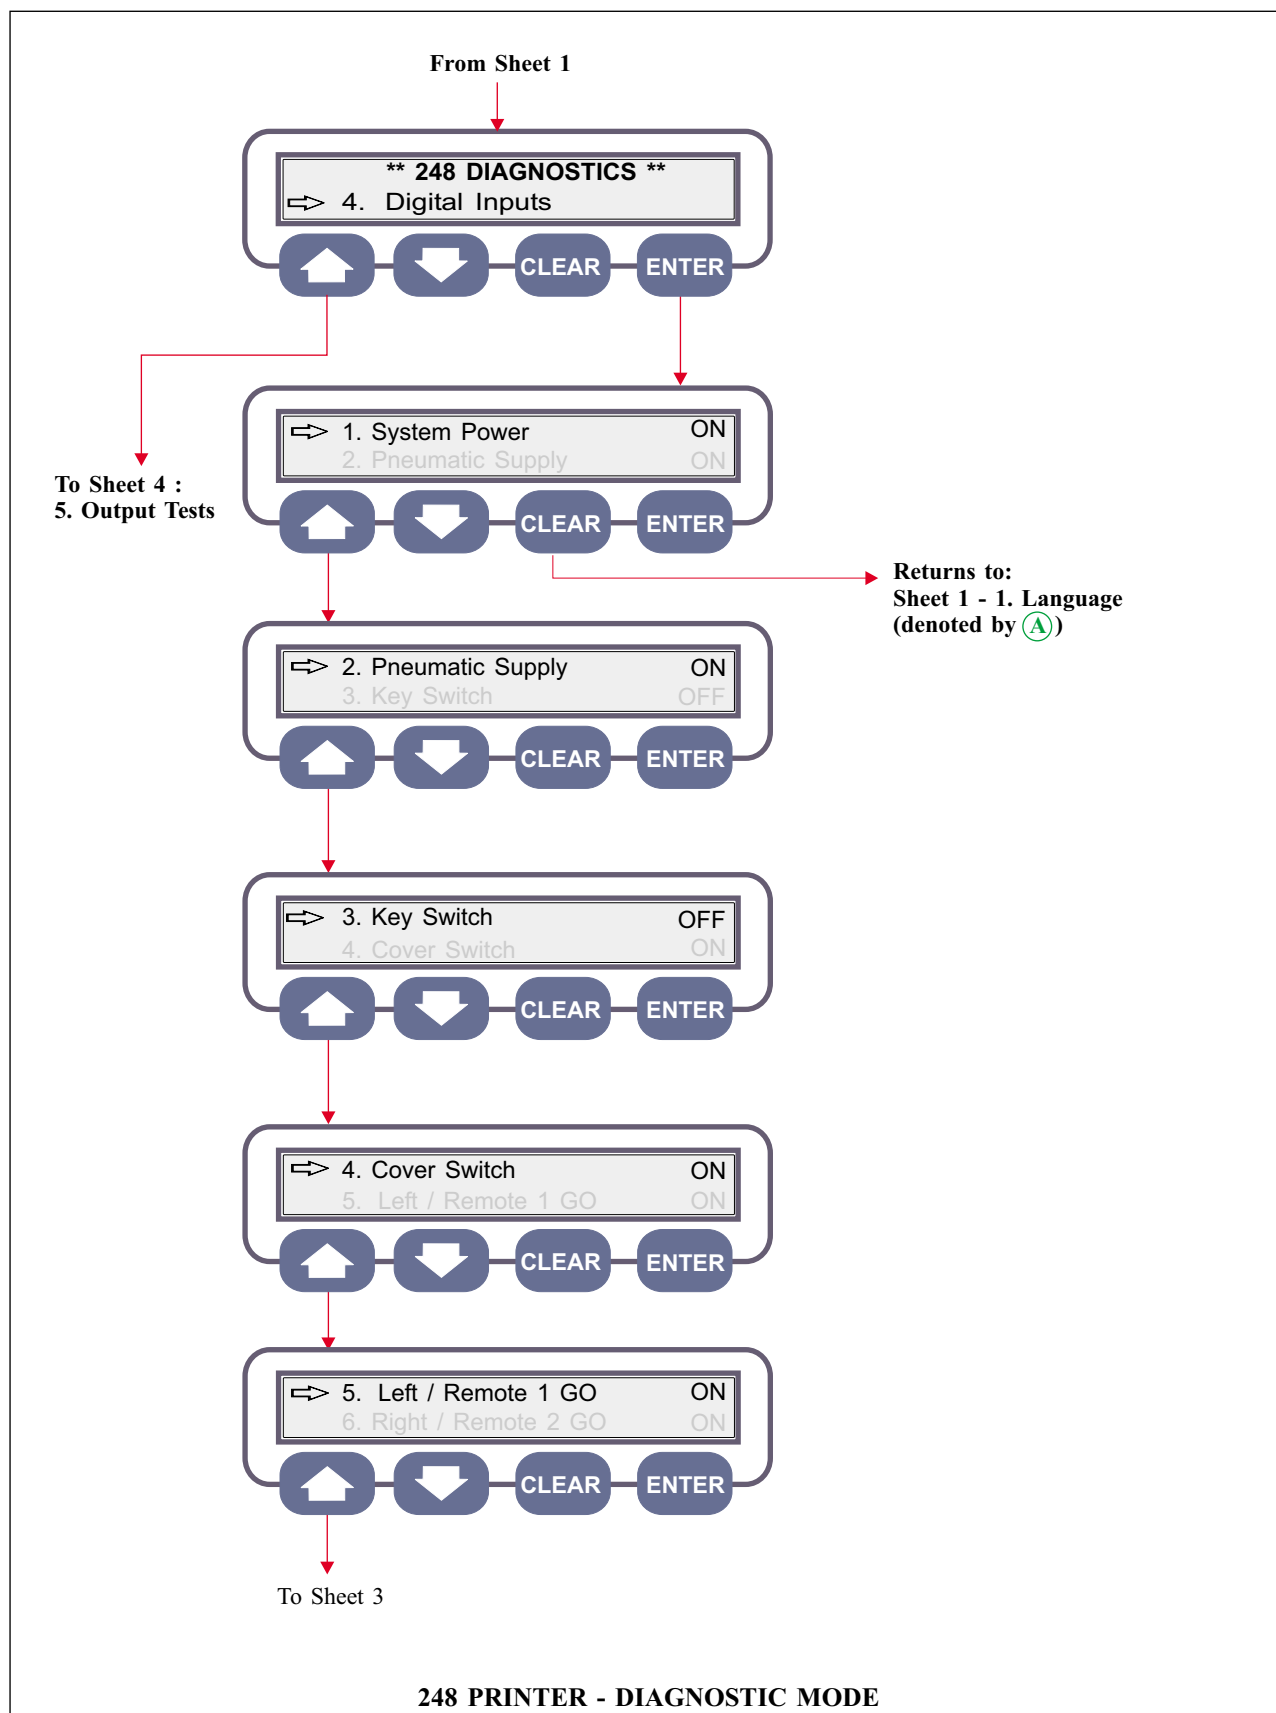 From Sheet 1
** 248 DIAGNOSTICS **
4. Digital Inputs
CLEAR ENTER
1. System Power ON
2. Pneumatic Supply ON
CLEAR ENTER
To Sheet 4 :
5. Output Tests
Returns to:
Sheet 1 - 1. Language
(denoted by A )
2. Pneumatic Supply ON
3. Key Switch OFF
CLEAR ENTER
3. Key Switch OFF
4. Cover Switch ON
CLEAR ENTER
4. Cover Switch ON
5. Left / Remote 1 GO ON
CLEAR ENTER
5. Left / Remote 1 GO ON
6. Right / Remote 2 GO ON
CLEAR ENTER
To Sheet 3
248 PRINTER - DIAGNOSTIC MODE